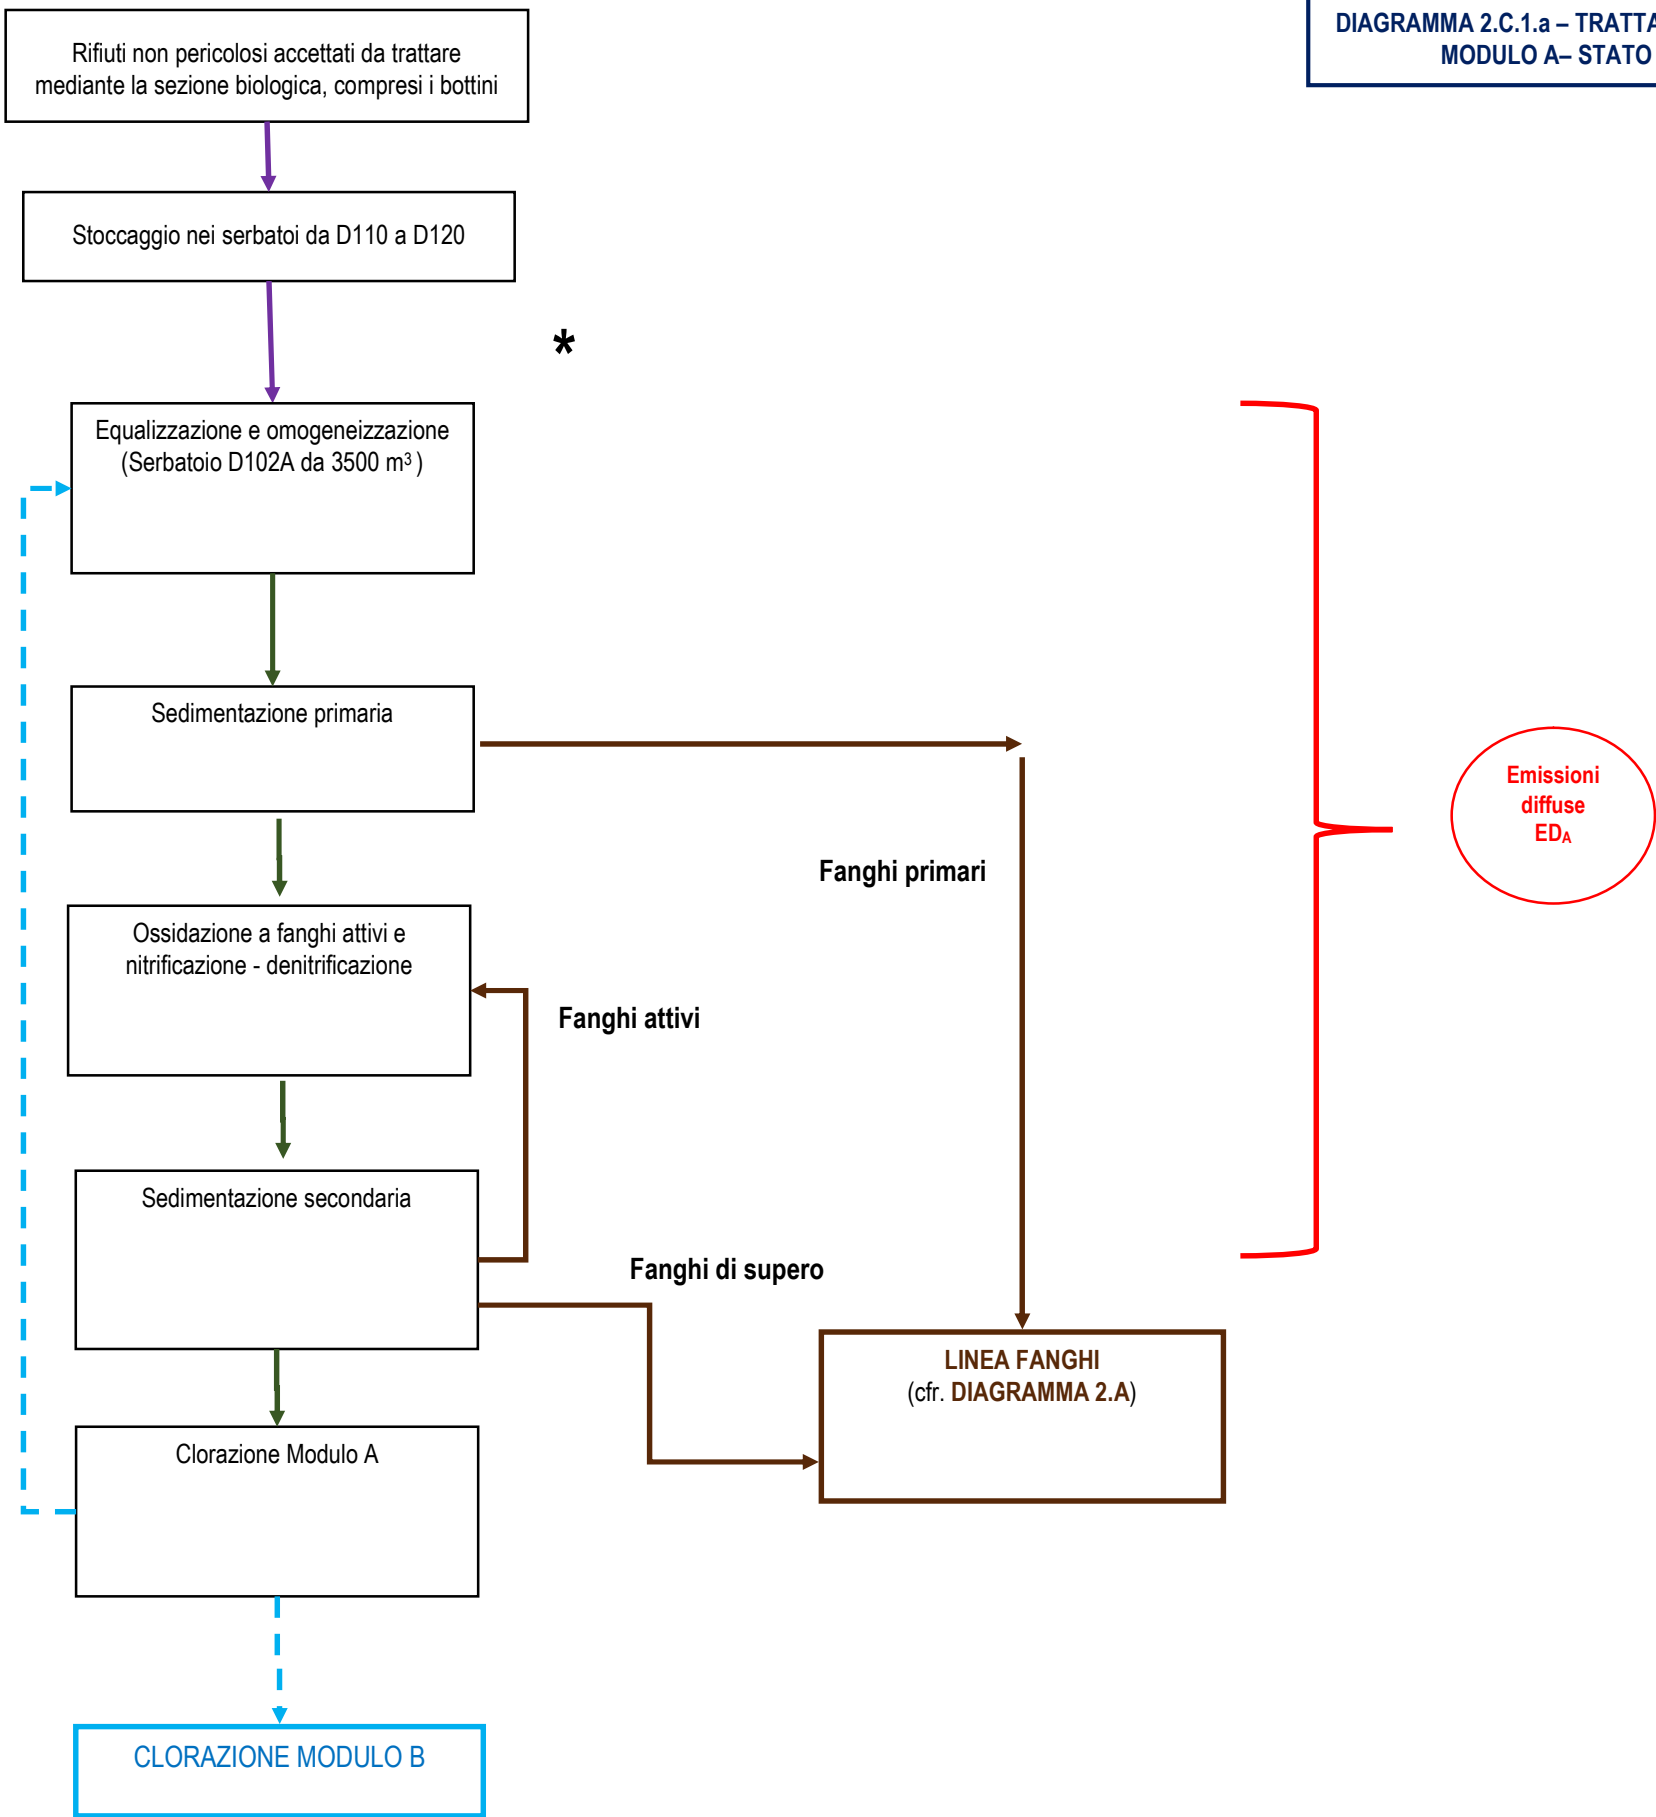 DIAGRAMMA 2.C.1.a – 
MODULO A– STATO
Rifiuti non pericolosi accettati da trattare
mediante la sezione biologica, compresi i bottini
Stoccaggio nei serbatoi da D110 a D120
*
Equalizzazione e omogeneizzazione
(Serbatoio D102A da 3500 m³ )
Sedimentazione primaria
Emissioni
diffuse
EDA
Fanghi primari
Ossidazione a fanghi attivi e
nitrificazione - denitrificazione
Fanghi attivi
Sedimentazione secondaria
Fanghi di supero
LINEA FANGHI
(cfr. DIAGRAMMA 2.A)
Clorazione Modulo A
CLORAZIONE MODULO B